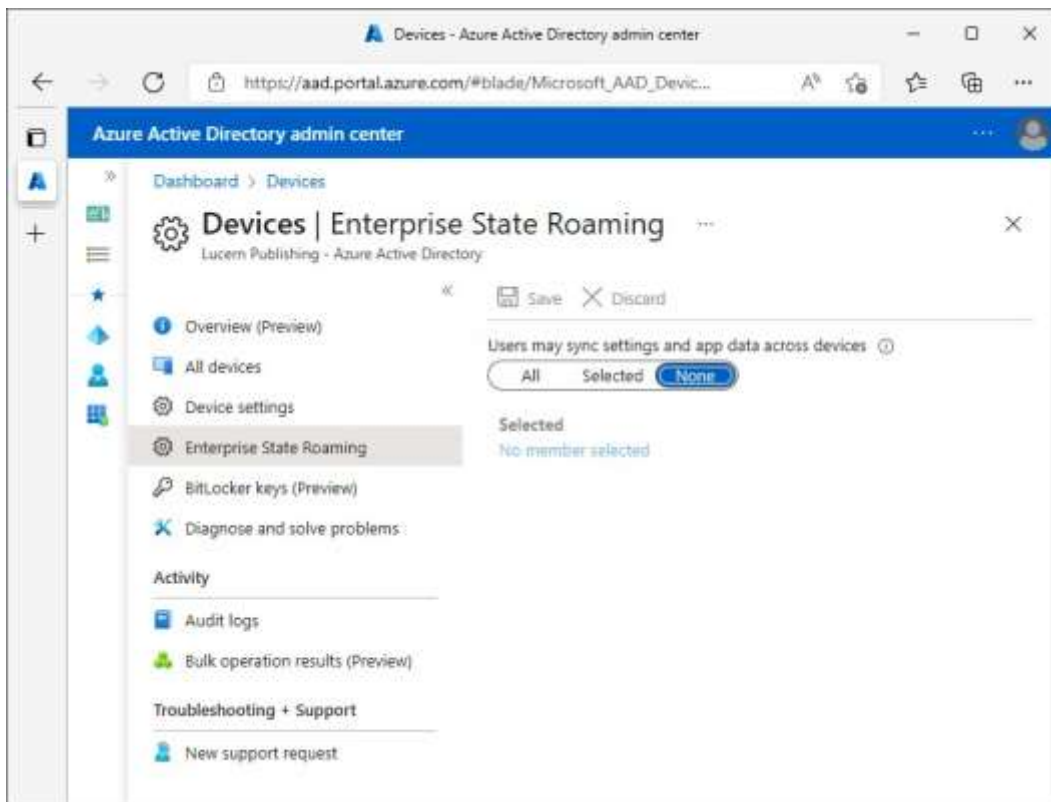 Devices - Azure Active Directory admin center
https://aad.portal.azure.com/#blade/Microsoft_AAD_Devic...
Azure Active Directory admin center
Dashboard > Devices
Devices | Enterprise State Roaming ...
Lucern Publishing - Azure Active Directory
Save Discard
Overview (Preview)
Users may sync settings and app data across devices
All devices
All Selected None
Device settings
Selected
Enterprise State Roaming
No member selected
BitLocker keys (Preview)
Diagnose and solve problems
Activity
Audit logs
Bulk operation results (Preview)
Troubleshooting + Support
New support request